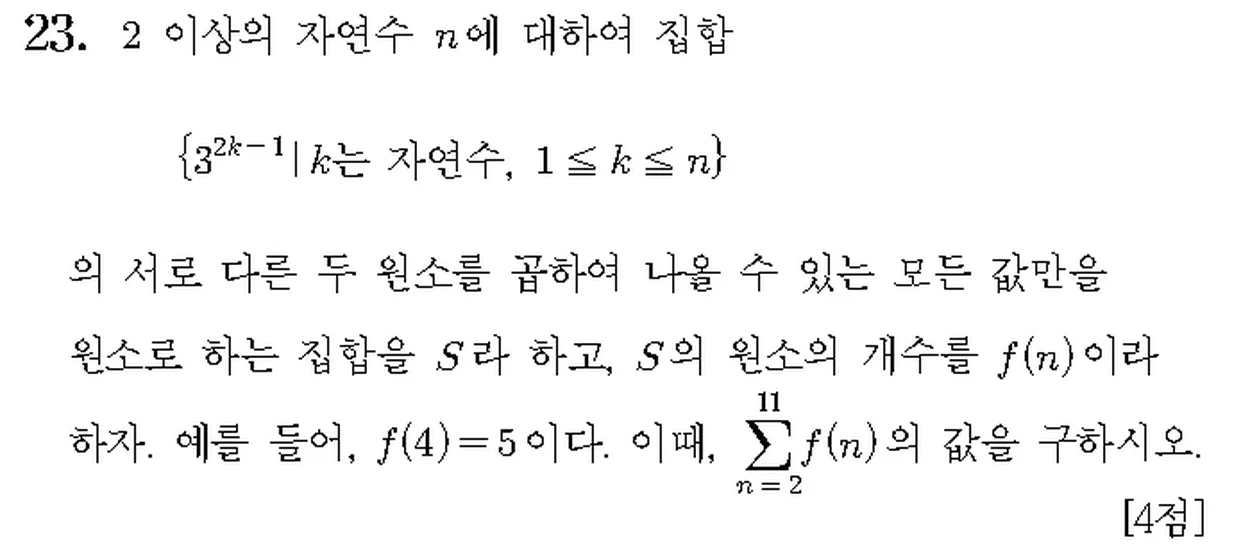 23. 2 이상의 자연수 n에 대하여 집합
{3^{2k-1} | k는 자연수, 1 ≦ k ≦ n}
의 서로 다른 두 원소를 곱하여 나올 수 있는 모든 값만을
원소로 하는 집합을 S라 하고, S의 원소의 개수를 f(n)이라
하자. 예를 들어, f(4)=5이다. 이때, \sum_{n=2}^{11} f(n)의 값을 구하시오.
[4점]